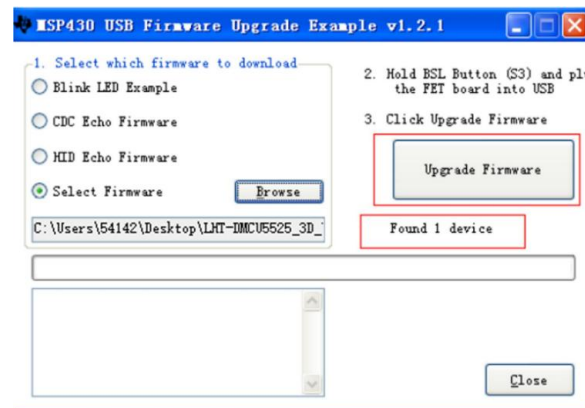 MSP430 USB Firmware Upgrade Example v1.2.1
1. Select which firmware to download
Blink LED Example
CDC Echo Firmware
HID Echo Firmware
Select Firmware
Browse
C:\Users\54142\Desktop\LHT-DMCU5525_3D_
2. Hold BSL Button (S3) and pl
the FET board into USB
3. Click Upgrade Firmware
Upgrade Firmware
Found 1 device
Close